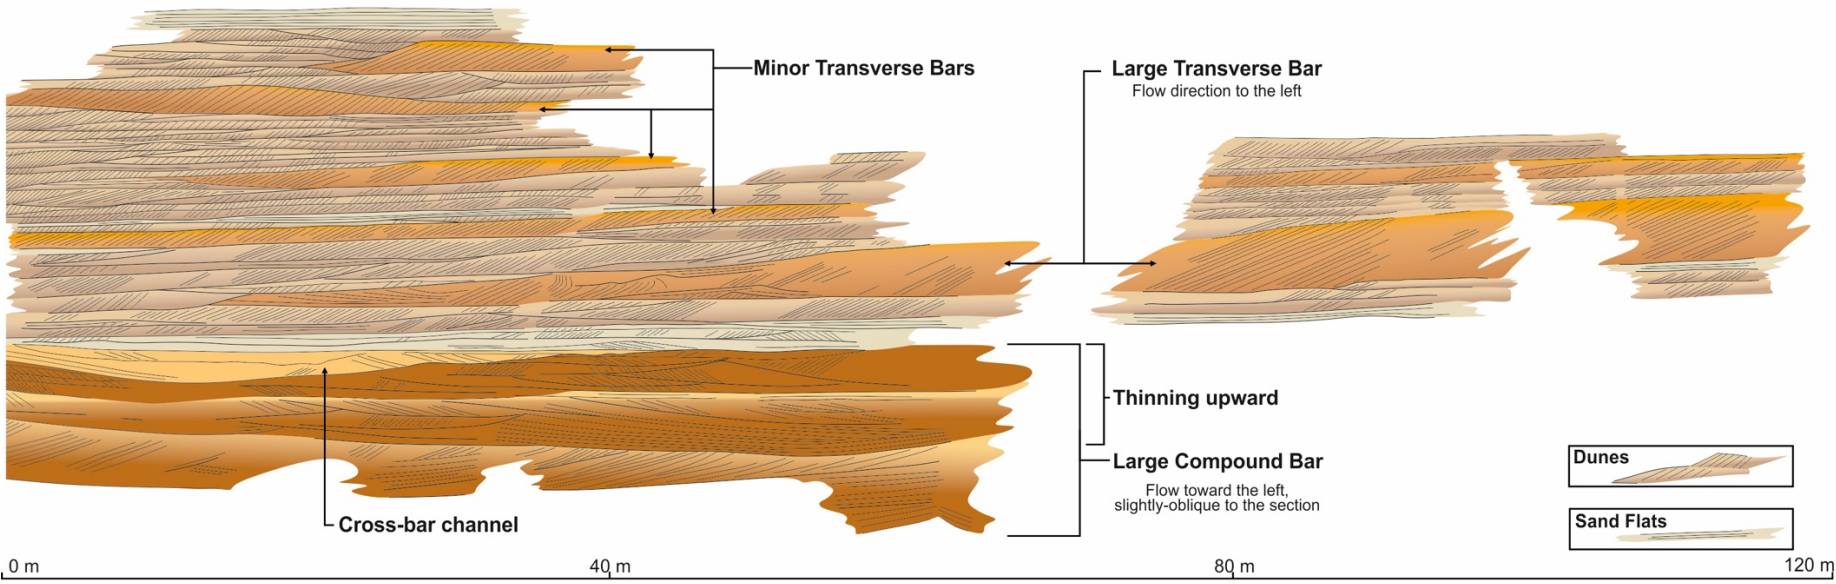 Minor Transverse Bars
Large Transverse Bar
Flow direction to the left
Thinning upward
Large Compound Bar
Flow toward the left,
slightly-oblique to the section
Cross-bar channel
Dunes
Sand Flats
0 m
40 m
80 m
120 m